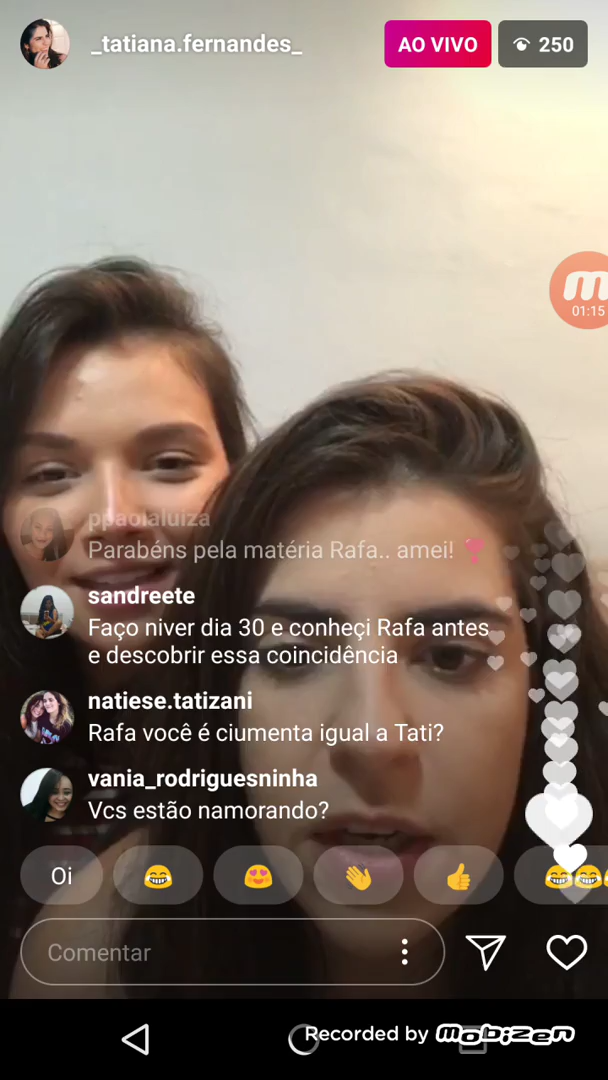 _tatiana.fernandes_
AO VIVO
250
m
01:15
ppaolaluiza
Parabéns pela matéria Rafa.. amei!
sandreete
Faço niver dia 30 e conheçi Rafa antes
e descobrir essa coincidência
natiese.tatizani
Rafa você é ciumenta igual a Tati?
vania_rodriguesninha
Vcs estão namorando?
Oi
Comentar
Recorded by mobizen